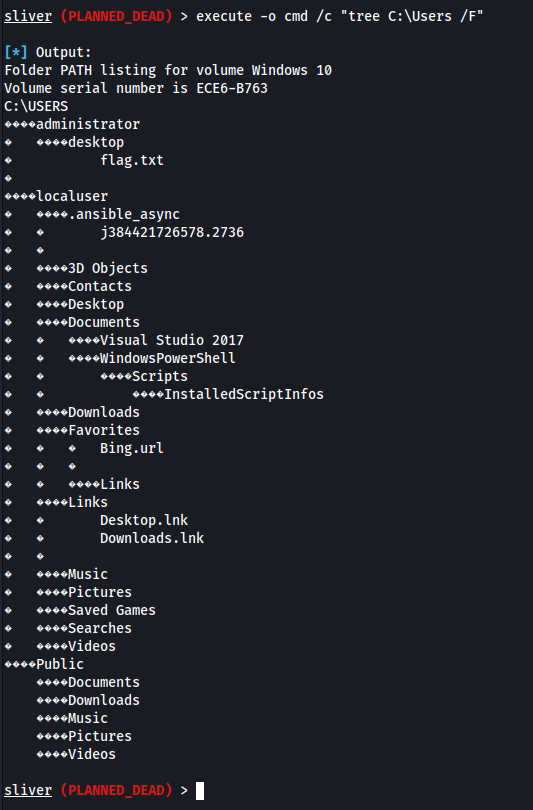 sliver (PLANNED_DEAD) > execute -o cmd /c "tree C:\Users /F"
[*] Output:
Folder PATH listing for volume Windows 10
Volume serial number is ECE6-B763
C:\USERS
����administrator
�   ����desktop
�           flag.txt
�
����localuser
�   ����.ansible_async
�   �       j384421726578.2736
�   �
�   ����3D Objects
�   ����Contacts
�   ����Desktop
�   ����Documents
�   �   ����Visual Studio 2017
�   �   ����WindowsPowerShell
�   �       ����Scripts
�   �           ����InstalledScriptInfos
�   ����Downloads
�   ����Favorites
�   �   �   Bing.url
�   �   �
�   �   ����Links
�   ����Links
�   �       Desktop.lnk
�   �       Downloads.lnk
�   �
�   ����Music
�   ����Pictures
�   ����Saved Games
�   ����Searches
�   ����Videos
����Public
    ����Documents
    ����Downloads
    ����Music
    ����Pictures
    ����Videos
sliver (PLANNED_DEAD) >